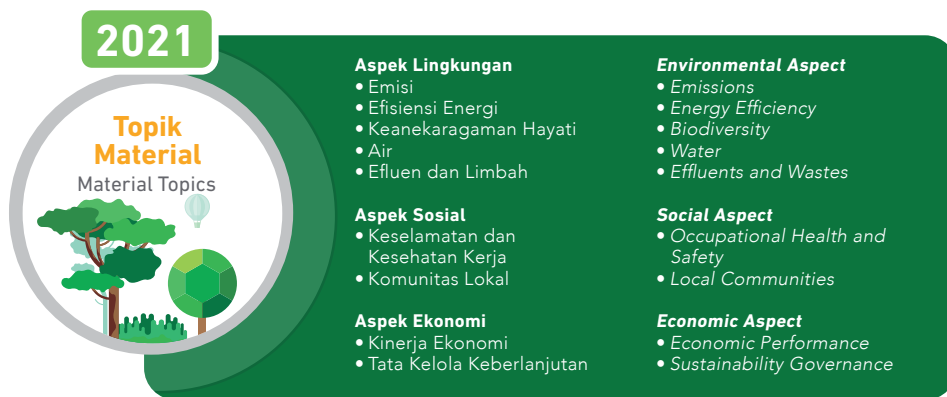 2021
Topik
Material
Material Topics
Aspek Lingkungan
• Emisi
• Efisiensi Energi
• Keanekaragaman Hayati
• Air
• Efluen dan Limbah
Aspek Sosial
• Keselamatan dan
Kesehatan Kerja
• Komunitas Lokal
Aspek Ekonomi
• Kinerja Ekonomi
• Tata Kelola Keberlanjutan
Environmental Aspect
• Emissions
• Energy Efficiency
• Biodiversity
• Water
• Effluents and Wastes
Social Aspect
• Occupational Health and
Safety
• Local Communities
Economic Aspect
• Economic Performance
• Sustainability Governance